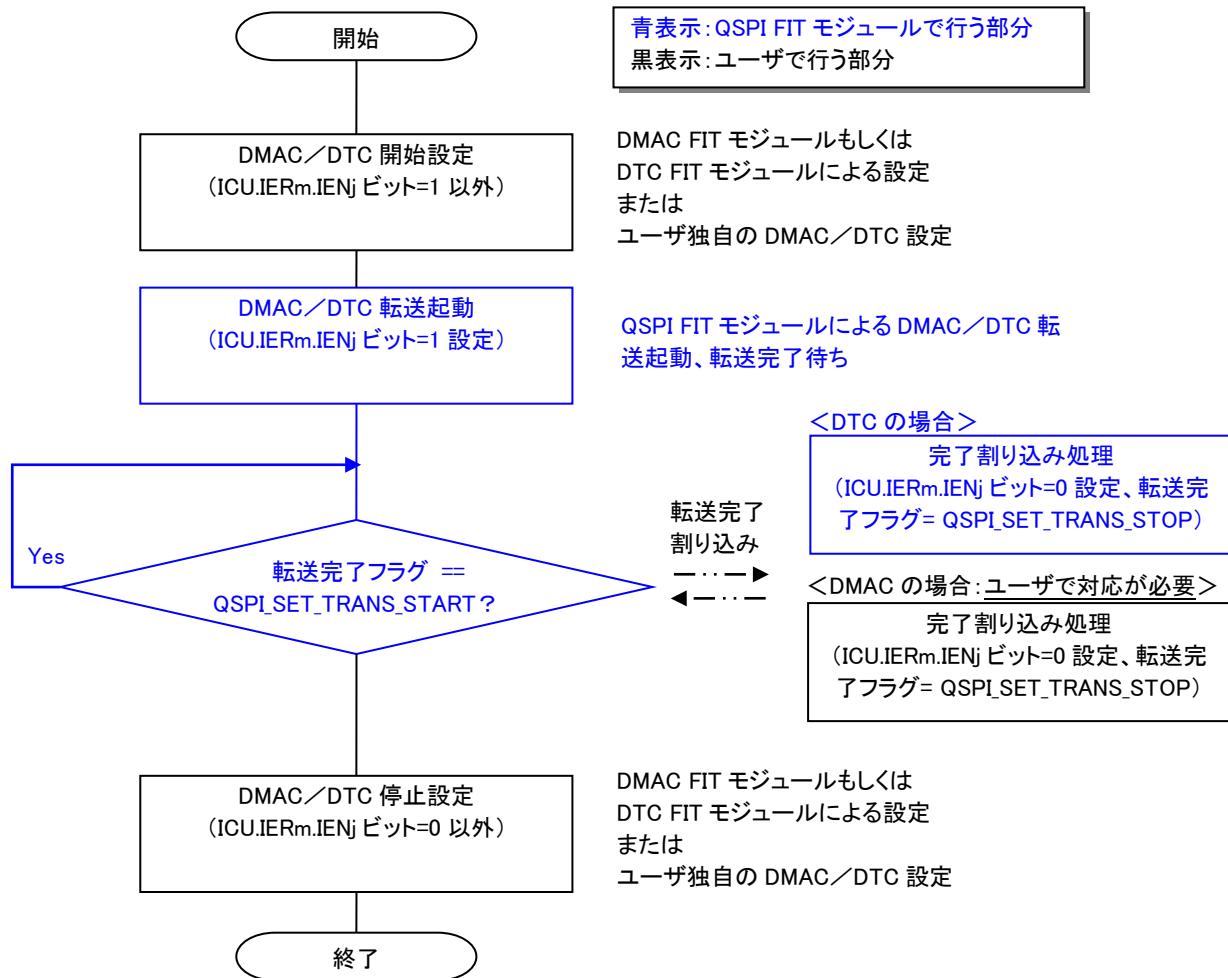 開始
青表示:QSPI FIT モジュールで行う部分
黒表示:ユーザで行う部分
DMAC/DTC 開始設定
(ICU.IERm.IENj ビット=1 以外)
DMAC FIT モジュールもしくは
DTC FIT モジュールによる設定
または
ユーザ独自の DMAC/DTC 設定
DMAC/DTC 転送起動
(ICU.IERm.IENj ビット=1 設定)
QSPI FIT モジュールによる DMAC/DTC 転
送起動、転送完了待ち
<DTC の場合>
完了割り込み処理
(ICU.IERm.IENj ビット=0 設定、転送完
了フラグ= QSPI_SET_TRANS_STOP)
転送完了
割り込み
Yes
転送完了フラグ ==
QSPI_SET_TRANS_START?
<DMAC の場合:ユーザで対応が必要>
完了割り込み処理
(ICU.IERm.IENj ビット=0 設定、転送完
了フラグ= QSPI_SET_TRANS_STOP)
DMAC/DTC 停止設定
(ICU.IERm.IENj ビット=0 以外)
DMAC FIT モジュールもしくは
DTC FIT モジュールによる設定
または
ユーザ独自の DMAC/DTC 設定
終了